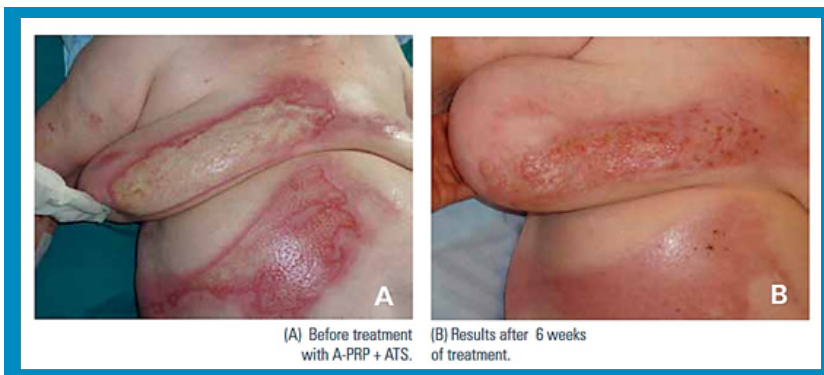 A
B
(A) Before treatment
with A-PRP + ATS.
(B) Results after 6 weeks
of treatment.